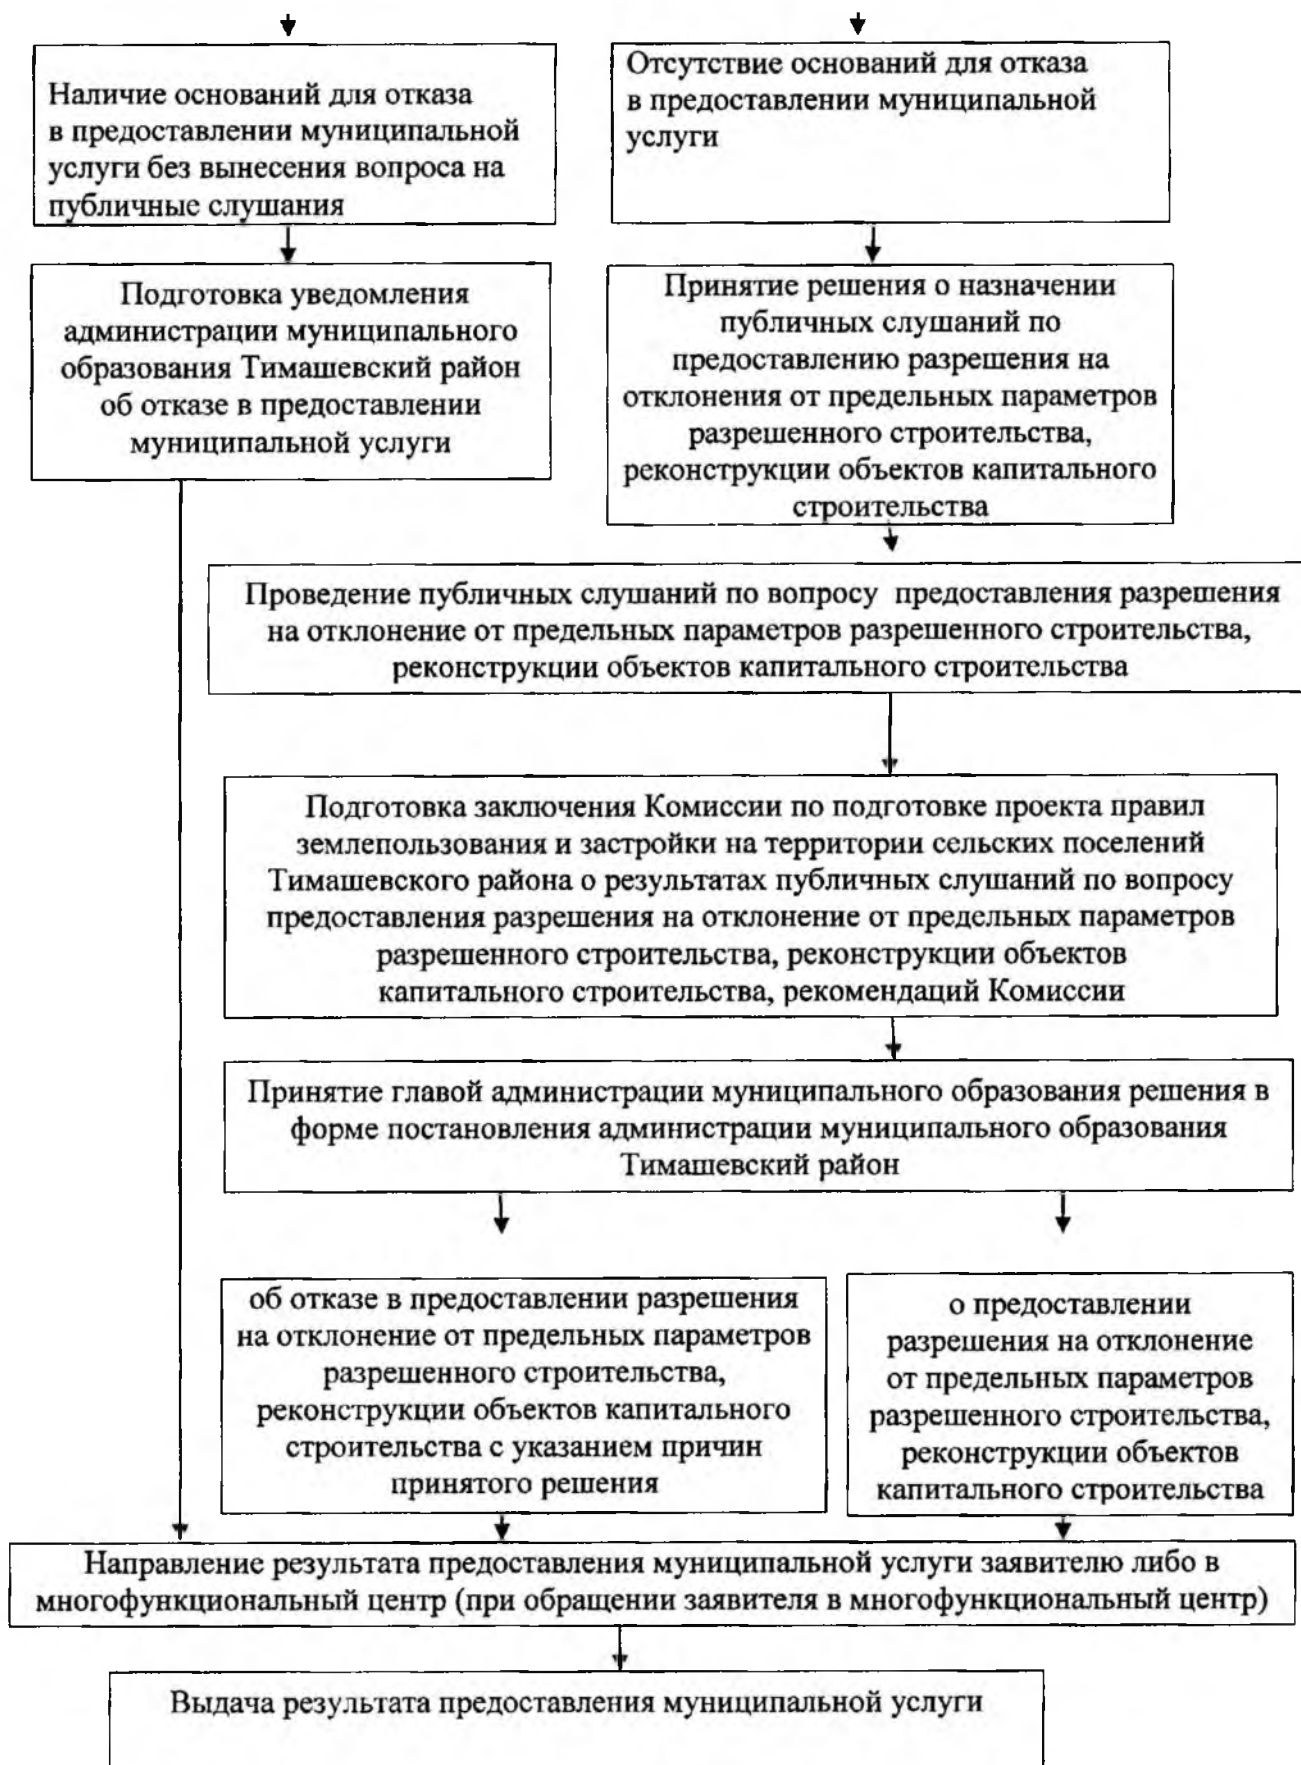 Наличие оснований для отказа
в предоставлении муниципальной
услуги без вынесения вопроса на
публичные слушания
Отсутствие оснований для отказа
в предоставлении муниципальной
услуги
Подготовка уведомления
администрации муниципального
образования Тимашевский район
об отказе в предоставлении
муниципальной услуги
Принятие решения о назначении
публичных слушаний по
предоставлению разрешения на
отклонения от предельных параметров
разрешенного строительства,
реконструкции объектов капитального
строительства
Проведение публичных слушаний по вопросу предоставления разрешения
на отклонение от предельных параметров разрешенного строительства,
реконструкции объектов капитального строительства
Подготовка заключения Комиссии по подготовке проекта правил
землепользования и застройки на территории сельских поселений
Тимашевского района о результатах публичных слушаний по вопросу
предоставления разрешения на отклонение от предельных параметров
разрешенного строительства, реконструкции объектов
капитального строительства, рекомендаций Комиссии
Принятие главой администрации муниципального образования решения в
форме постановления администрации муниципального образования
Тимашевский район
об отказе в предоставлении разрешения
на отклонение от предельных параметров
разрешенного строительства,
реконструкции объектов капитального
строительства с указанием причин
принятого решения
о предоставлении
разрешения на отклонение
от предельных параметров
разрешенного строительства,
реконструкции объектов
капитального строительства
Направление результата предоставления муниципальной услуги заявителю либо в
многофункциональный центр (при обращении заявителя в многофункциональный центр)
Выдача результата предоставления муниципальной услуги